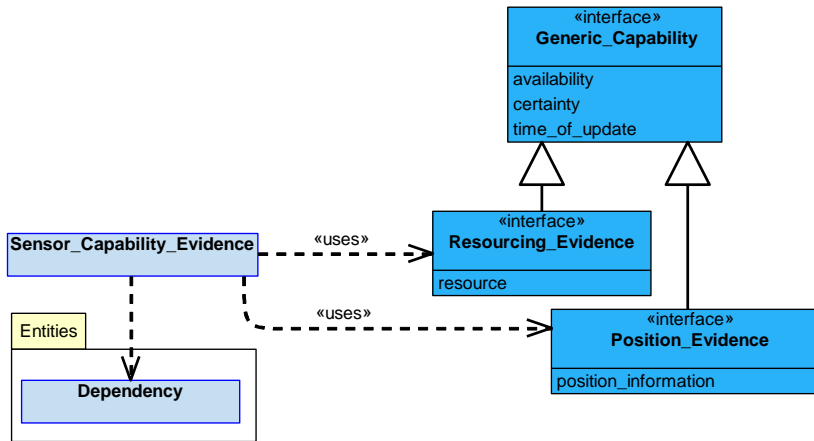 «interface»
Generic_Capability
availability
certainty
time_of_update
«interface»
Resourcing_Evidence
resource
Sensor_Capability_Evidence
«uses»
«uses»
«interface»
Position_Evidence
position_information
Entities
Dependency